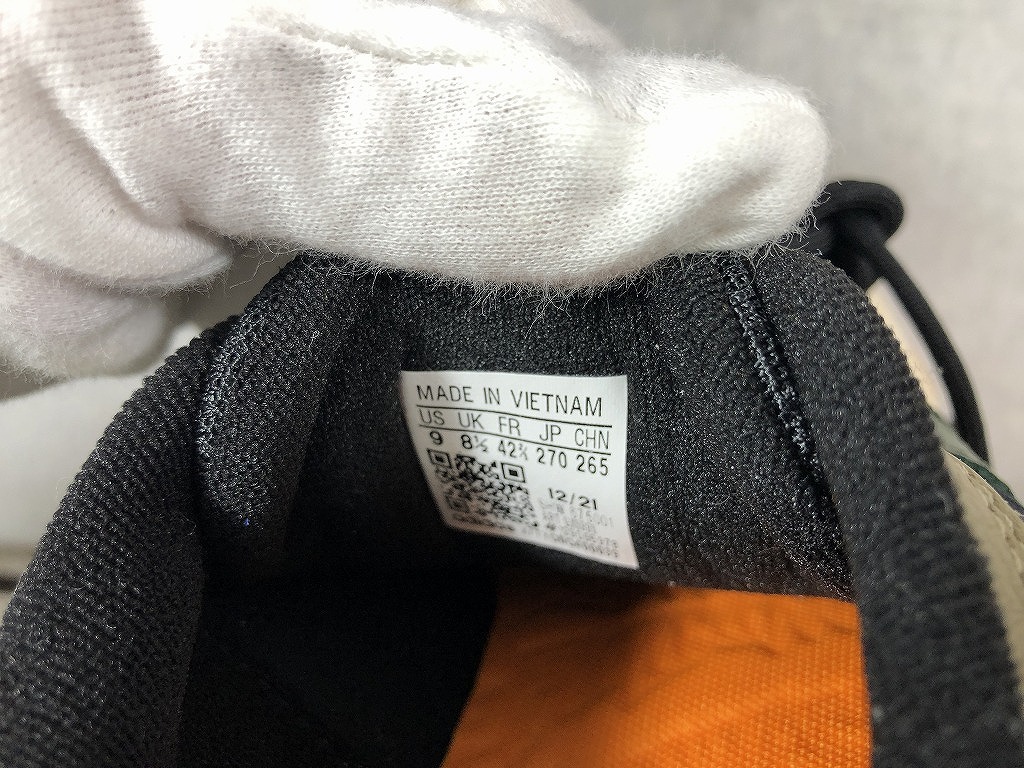 MADE IN VIETNAM
US UK FR JP CHN
9 8½ 42⅔ 270 265
12/21